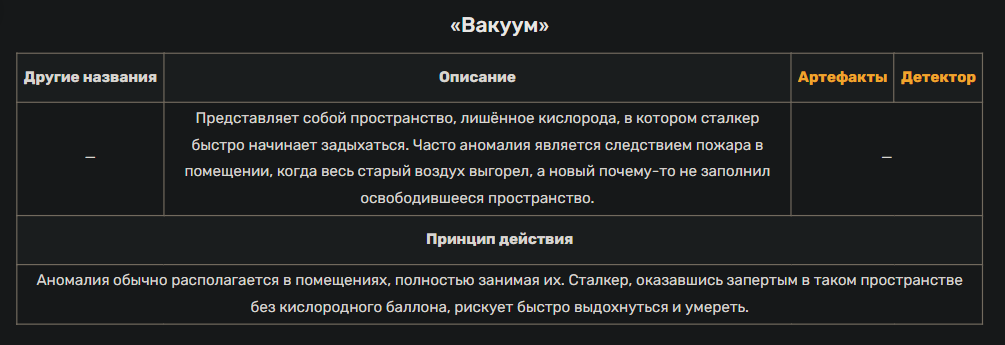 «Вакуум»
Другие названия
Описание
Артефакты
Детектор
—
Представляет собой пространство, лишённое кислорода, в котором сталкер
быстро начинает задыхаться. Часто аномалия является следствием пожара в
помещении, когда весь старый воздух выгорел, а новый почему-то не заполнил
освободившееся пространство.
—
Принцип действия
Аномалия обычно располагается в помещениях, полностью занимая их. Сталкер, оказавшись запертым в таком пространстве
без кислородного баллона, рискует быстро выдохнуться и умереть.